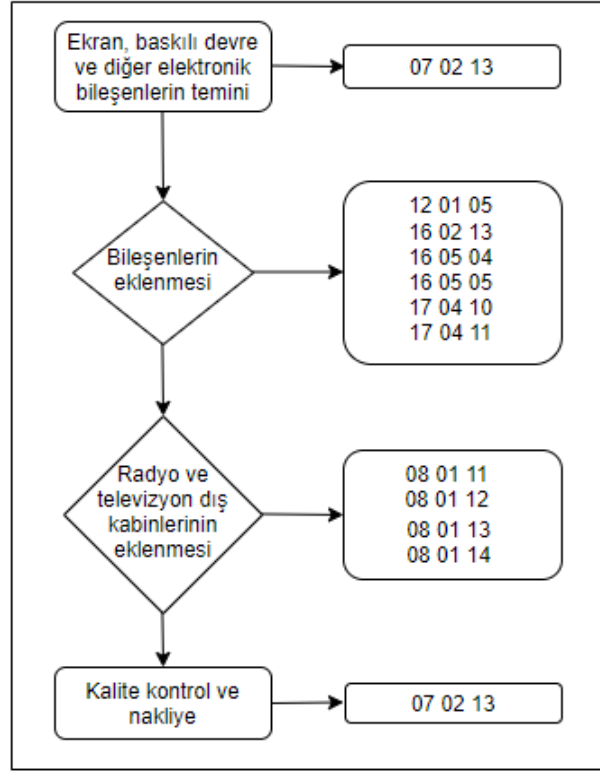 Ekran, baskılı devre
ve diğer elektronik
bileşenlerin temini
07 02 13
Bileşenlerin
eklenmesi
12 01 05
16 02 13
16 05 04
16 05 05
17 04 10
17 04 11
Radyo ve
televizyon dış
kabinlerinin
eklenmesi
08 01 11
08 01 12
08 01 13
08 01 14
Kalite kontrol ve
nakliye
07 02 13